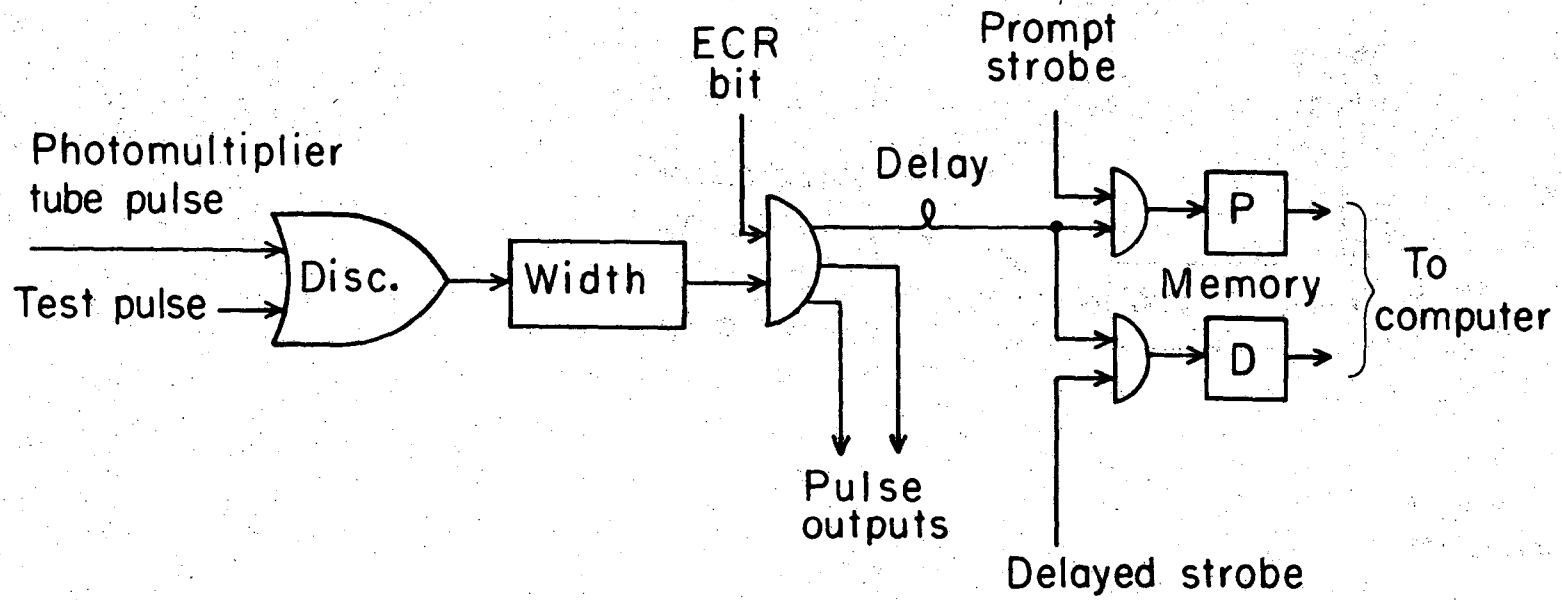 Photomultiplier
tube pulse
Test pulse
Disc.
Width
ECR
bit
Pulse
outputs
Delay
Prompt
strobe
P
Memory
D
Delayed strobe
To
computer